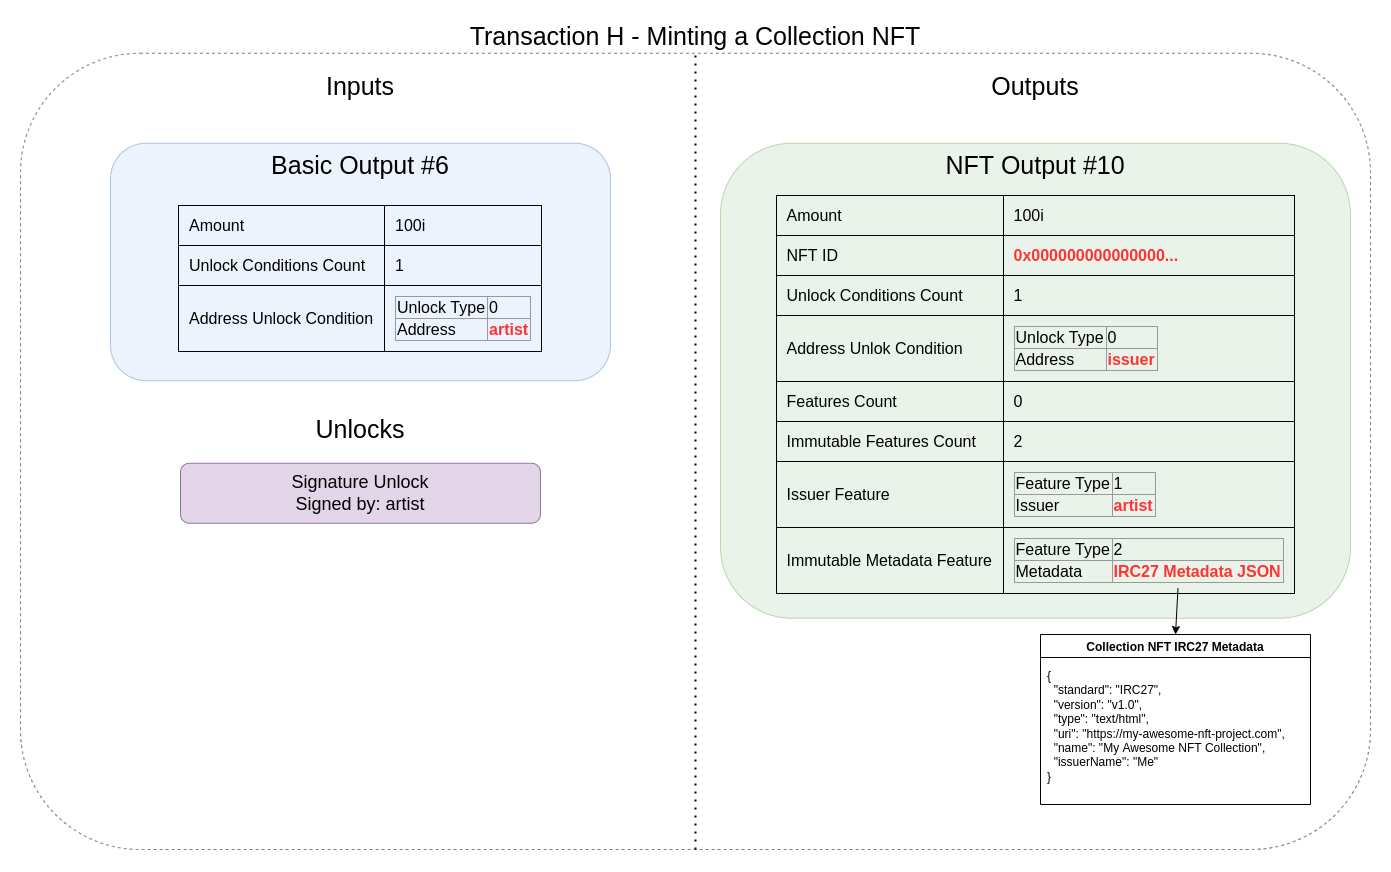 Transaction H - Minting a Collection NFT
Inputs
Basic Output #6
Amount 100i
Unlock Conditions Count 1
Address Unlock Condition
Unlock Type 0
Address artist
Unlocks
Signature Unlock
Signed by: artist
Outputs
NFT Output #10
Amount 100i
NFT ID 0x000000000000000...
Unlock Conditions Count 1
Address Unlok Condition
Unlock Type 0
Address issuer
Features Count 0
Immutable Features Count 2
Issuer Feature
Feature Type 1
Issuer artist
Immutable Metadata Feature
Feature Type 2
Metadata IRC27 Metadata JSON
Collection NFT IRC27 Metadata
{
"standard": "IRC27",
"version": "v1.0",
"type": "text/html",
"uri": "https://my-awesome-nft-project.com",
"name": "My Awesome NFT Collection",
"issuerName": "Me"
}